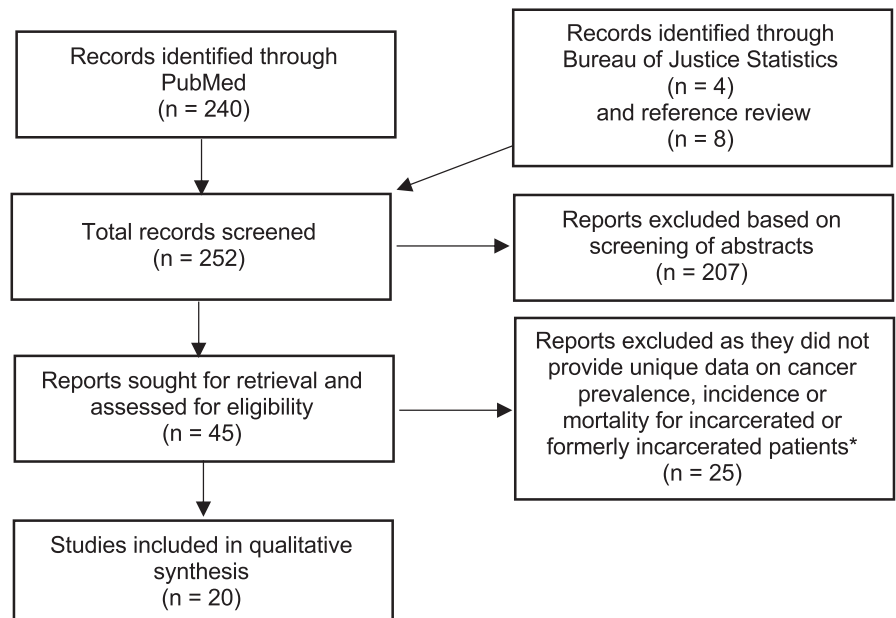 Records identified through
PubMed
(n = 240)
Records identified through
Bureau of Justice Statistics
(n = 4)
and reference review
(n = 8)
Total records screened
(n = 252)
Reports excluded based on
screening of abstracts
(n = 207)
Reports sought for retrieval and
assessed for eligibility
(n = 45)
Reports excluded as they did not
provide unique data on cancer
prevalence, incidence or
mortality for incarcerated or
formerly incarcerated patients*
(n = 25)
Studies included in qualitative
synthesis
(n = 20)